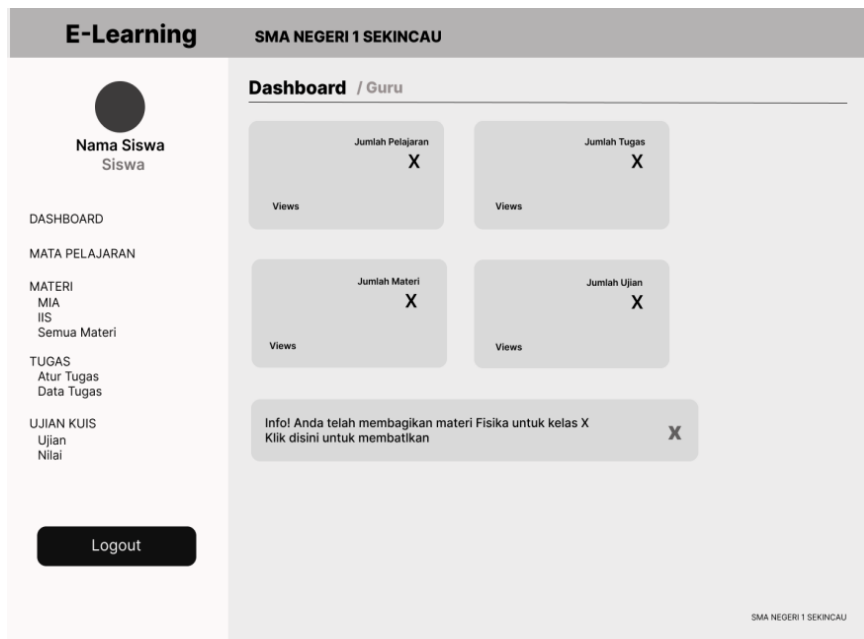 E-Learning
SMA NEGERI 1 SEKINCAU
Nama Siswa
Siswa
DASHBOARD
MATA PELAJARAN
MATERI
MIA
IIS
Semua Materi
TUGAS
Atur Tugas
Data Tugas
UJIAN KUIS
Ujian
Nilai
Logout
Dashboard / Guru
Jumlah Pelajaran
X
Views
Jumlah Tugas
X
Views
Jumlah Materi
X
Views
Jumlah Ujian
X
Views
Info! Anda telah membagikan materi Fisika untuk kelas X
Klik disini untuk membatlkan
X
SMA NEGERI 1 SEKINCAU